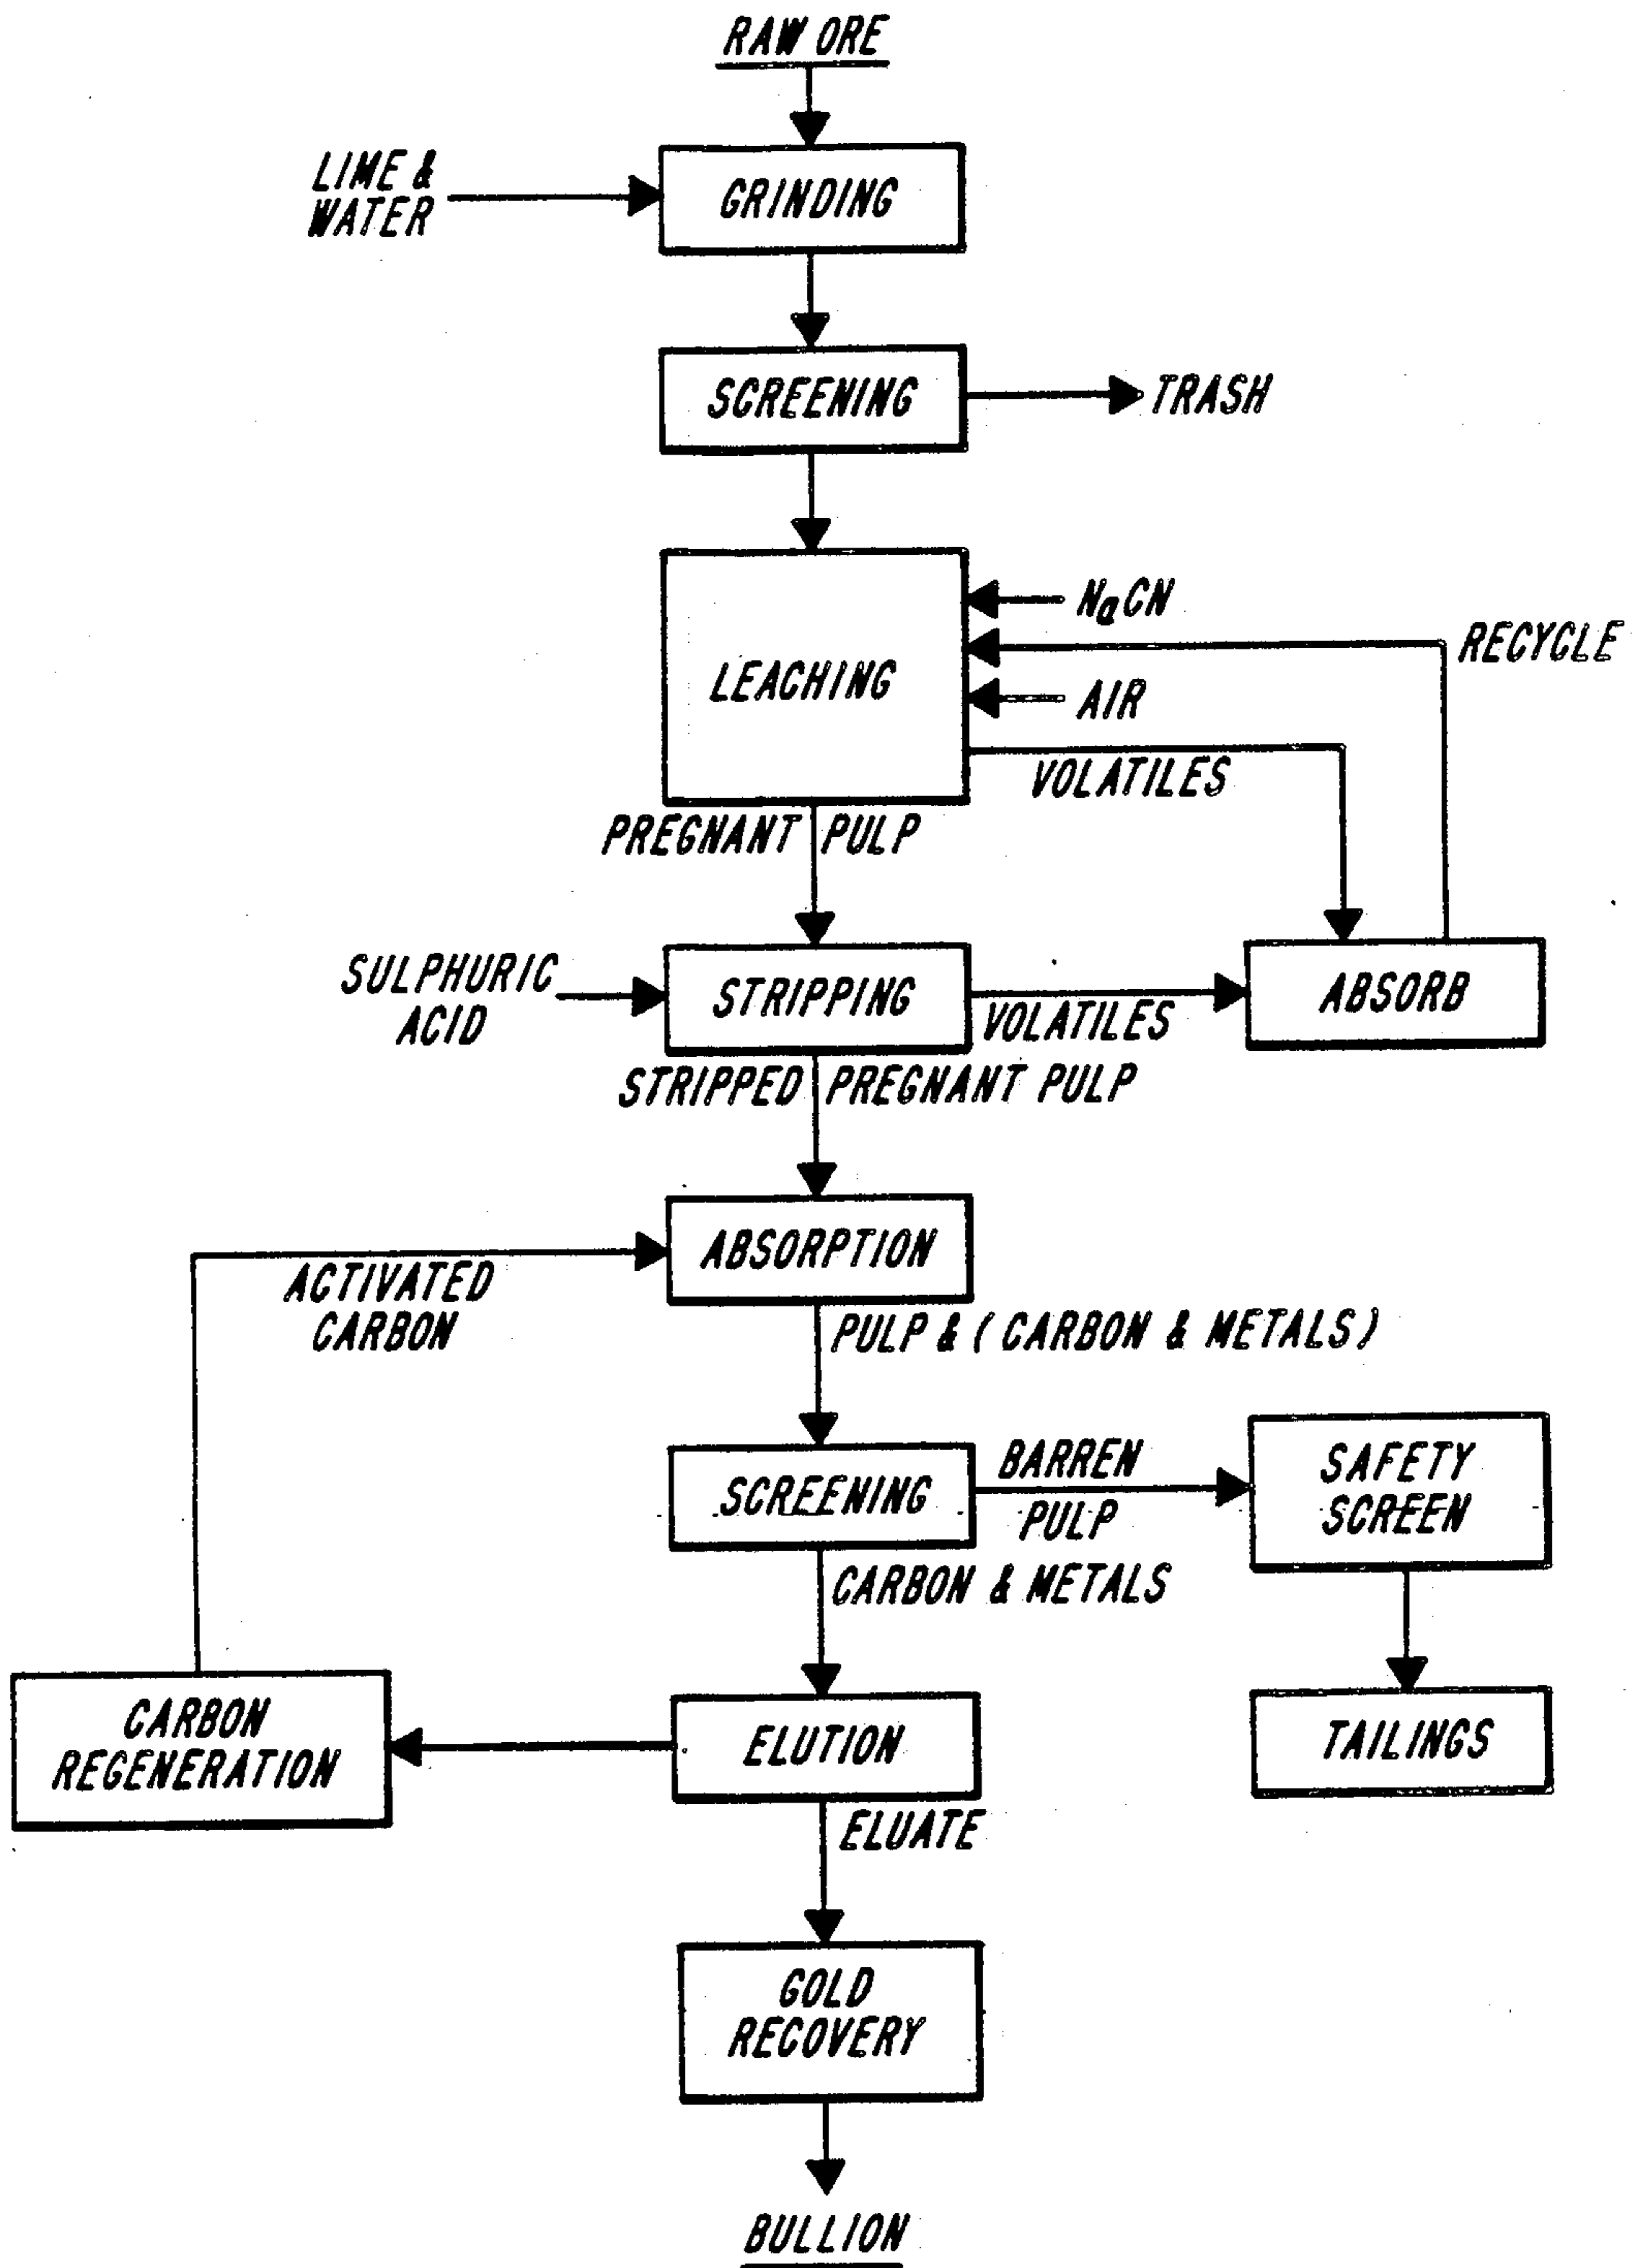 RAW ORE
LIME &
WATER
GRINDING
SCREENING
TRASH
NaCN
RECYCLE
LEACHING
AIR
VOLATILES
PREGNANT PULP
SULPHURIC
ACID
STRIPPING
VOLATILES
ABSORB
STRIPPED PREGNANT PULP
ABSORPTION
ACTIVATED
CARBON
PULP & (CARBON & METALS)
SCREENING
BARREN
PULP
SAFETY
SCREEN
CARBON & METALS
CARBON
REGENERATION
ELUTION
TAILINGS
ELUATE
GOLD
RECOVERY
BULLION